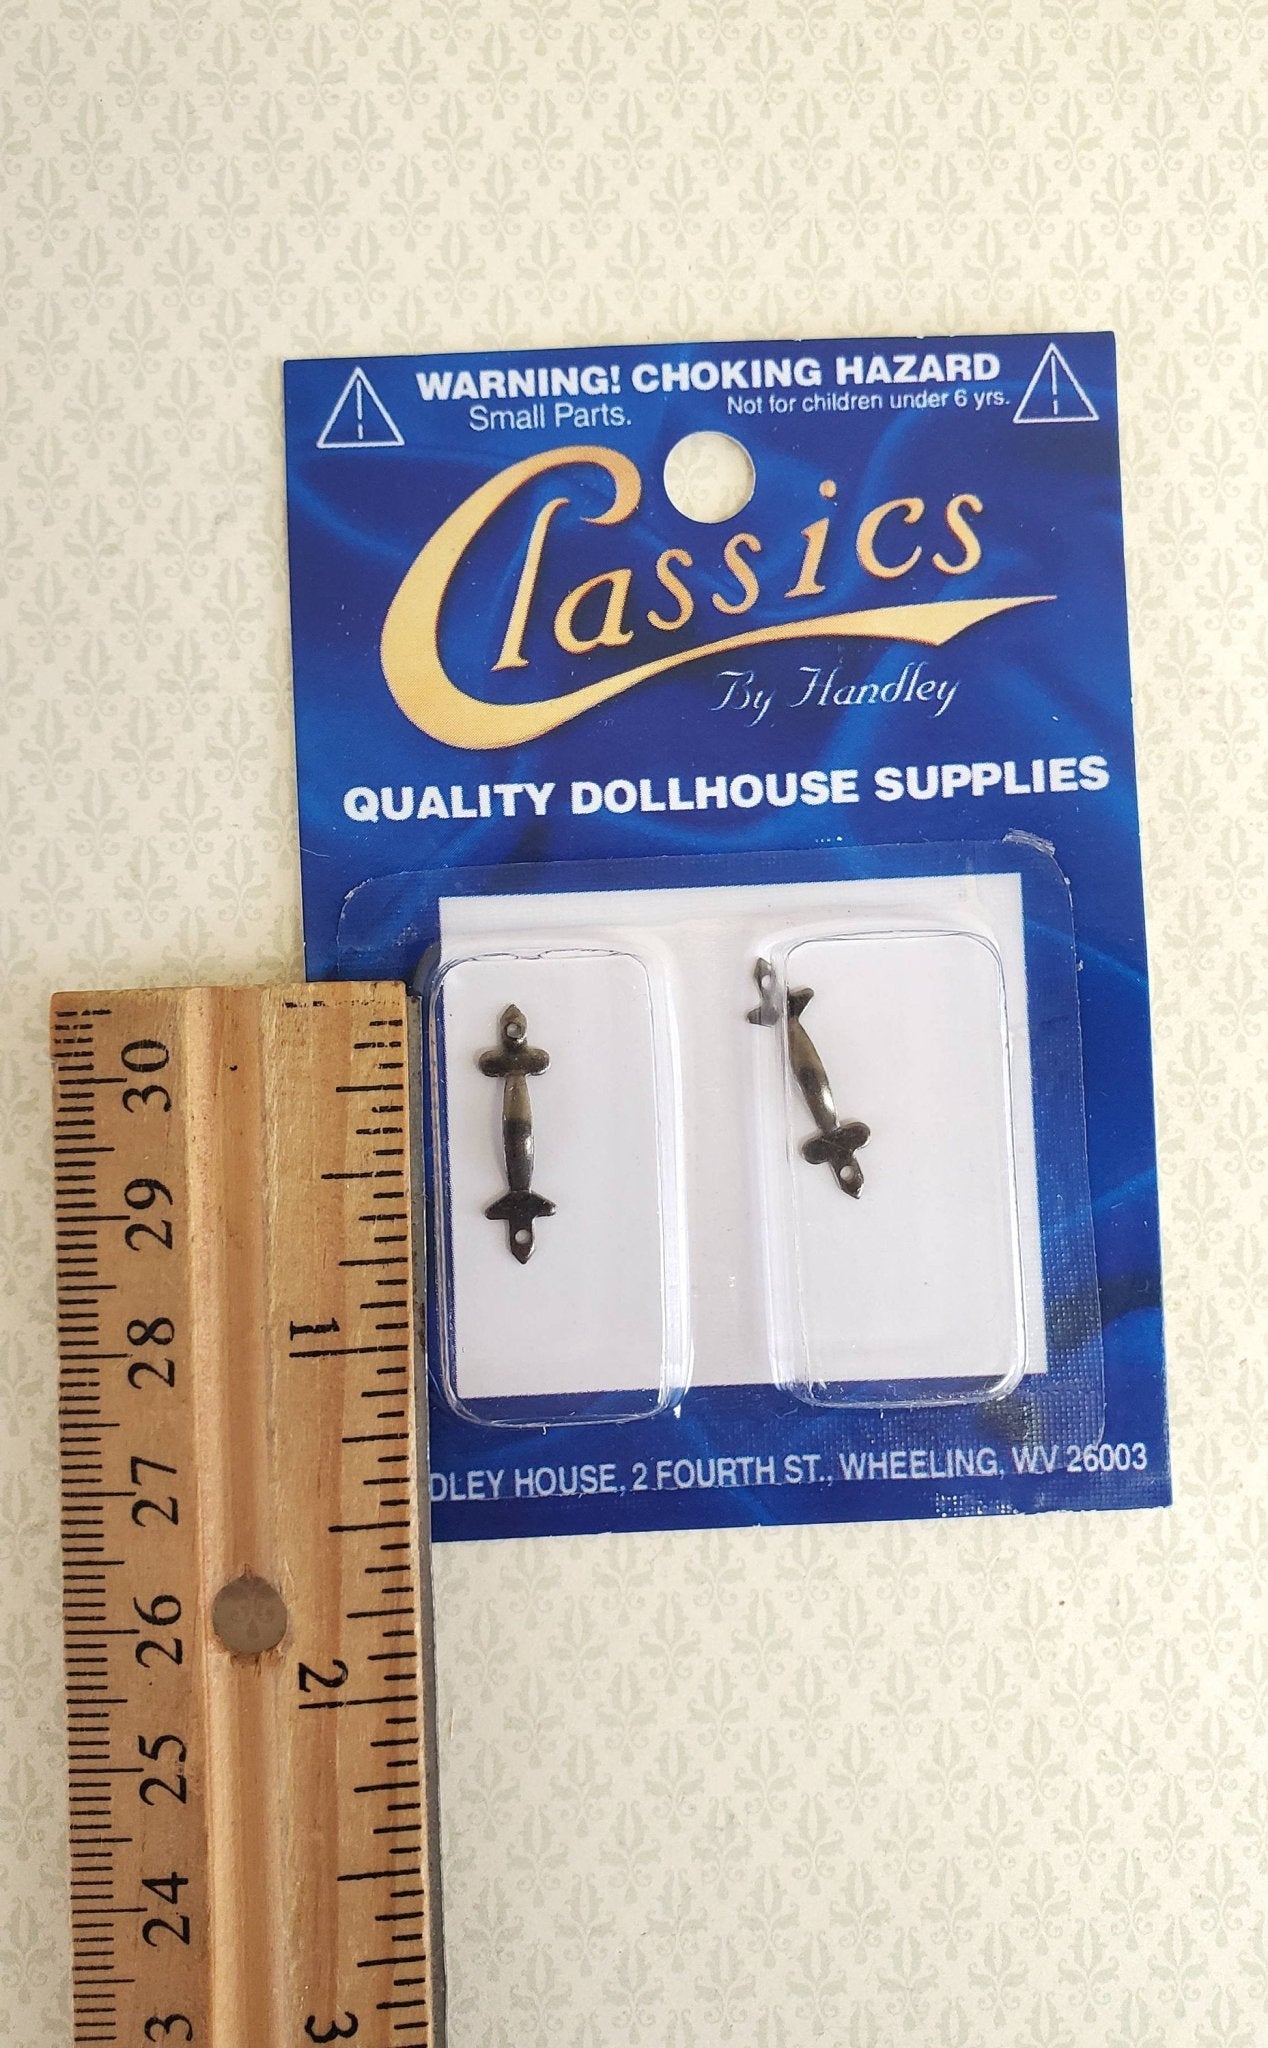 WARNING! CHOKING HAZARD
Small Parts.
Not for children under 6 yrs.
Classics
By Handley
QUALITY DOLLHOUSE SUPPLIES
DLEY HOUSE, 2 FOURTH ST., WHEELING, WV 26003
30
29
28
27
26
25
24
3
1
2
3